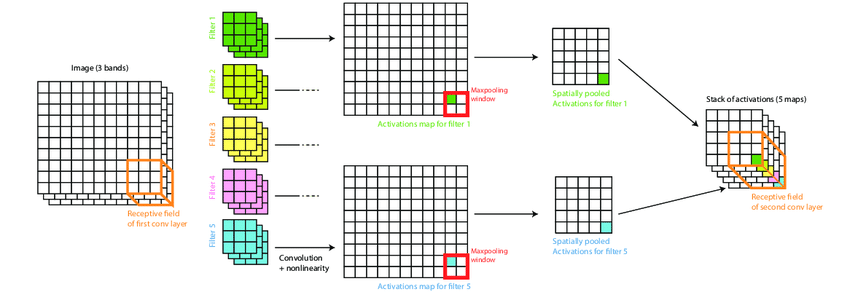 Image (3 bands)
Receptive field
of first conv layer
Filter 1
Filter 2
Filter 3
Filter 4
Filter 5
Convolution
+ nonlinearity
Maxpooling
window
Activations map for filter 1
Maxpooling
window
Activations map for filter 5
Spatially pooled
Activations for filter 1
Spatially pooled
Activations for filter 5
Stack of activations (5 maps)
Receptive field
of second conv layer